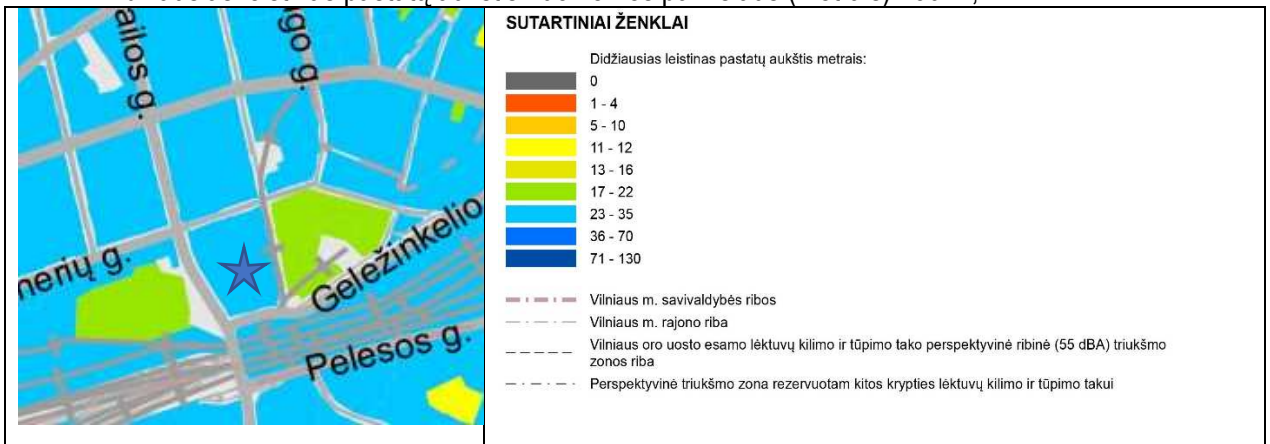 SUTARTINIAI ŽENKLAI
Didžiausias leistinas pastatų aukštis metrais:
0
1 - 4
5 - 10
11 - 12
13 - 16
17 - 22
23 - 35
36 - 70
71 - 130
Vilniaus m. savivaldybės ribos
Vilniaus m. rajono riba
Vilniaus oro uosto esamo lėktuvų kilimo ir tūpimo tako perspektyvinė ribinė (55 dBA) triukšmo
zonos riba
Perspektyvinė triukšmo zona rezervuotam kitos krypties lėktuvų kilimo ir tūpimo takui
ailos g.
ugo g.
nerių g.
Geležinkelio
Pelesos g.